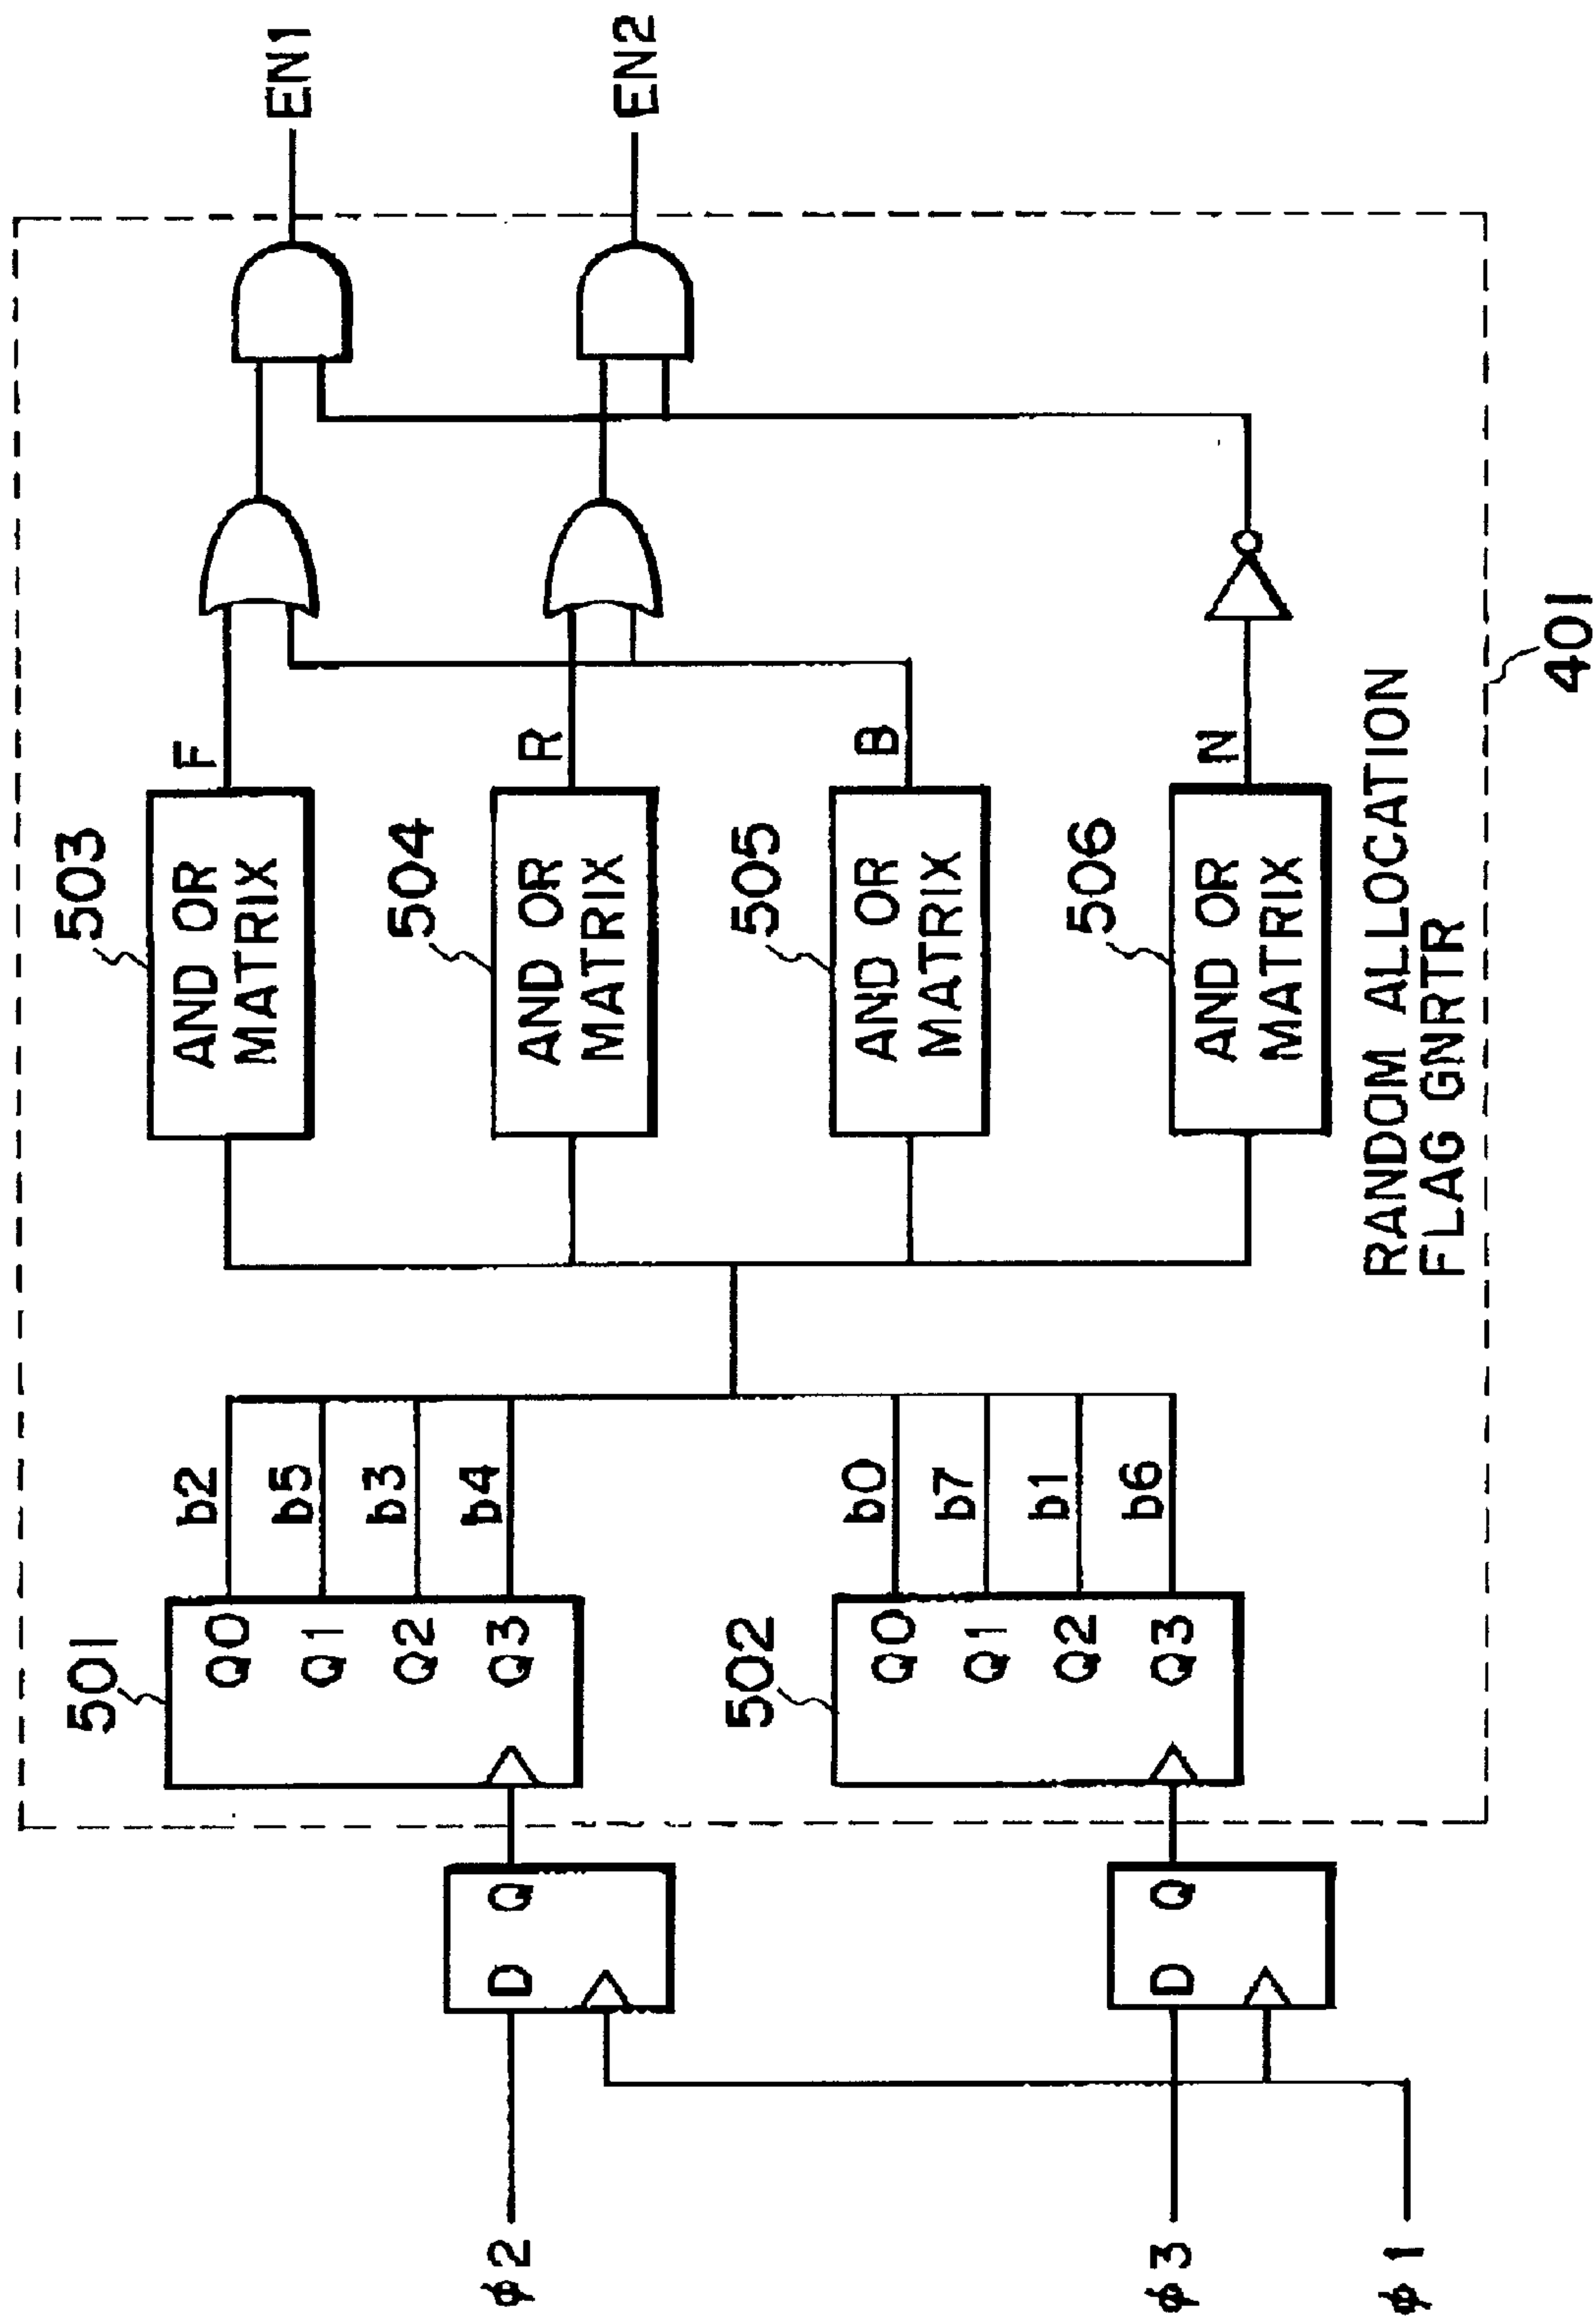 φ2
φ3
φ1
D Q
D Q
501
Q0
Q1
Q2
Q3
b2
b5
b3
b4
502
Q0
Q1
Q2
Q3
b0
b7
b1
b6
503
AND OR
MATRIX
F
504
AND OR
MATRIX
R
505
AND OR
MATRIX
B
506
AND OR
MATRIX
N
EN1
EN2
RANDOM ALLOCATION
FLAG GNRTR
401